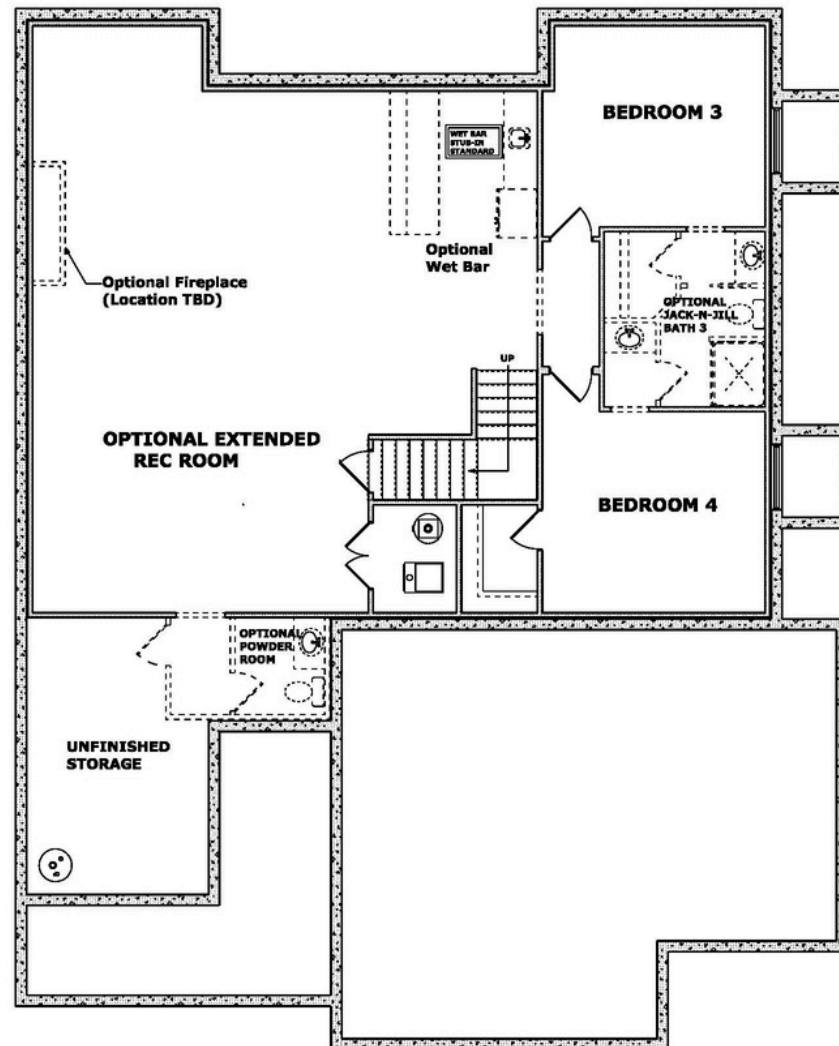 BEDROOM 3
WET BAR
STUB-IN
STANDARD
Optional
Wet Bar
Optional Fireplace
(Location TBD)
OPTIONAL
JACK-N-JILL
BATH 3
UP
OPTIONAL EXTENDED
REC ROOM
BEDROOM 4
OPTIONAL
POWDER
ROOM
UNFINISHED
STORAGE